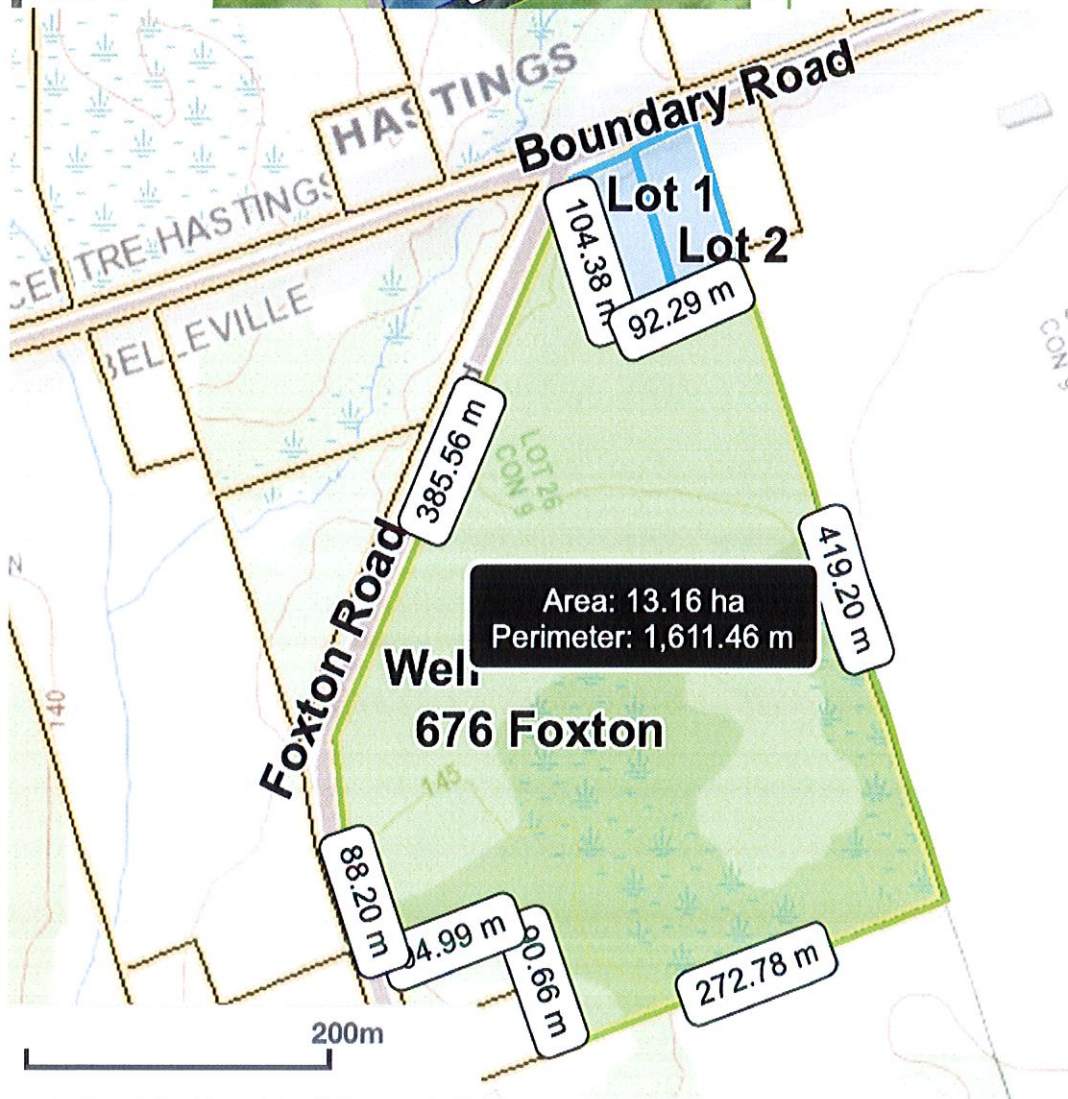 HASTINGS
Boundary Road
CENTRE HASTINGS
BELLEVILLE
Lot 1
Lot 2
104.38 m
92.29 m
CON 9
385.56 m
LOT 26
CON 9
419.20 m
Foxton Road
Area: 13.16 ha
Perimeter: 1,611.46 m
Well
676 Foxton
140
145
88.20 m
272.78 m
200m